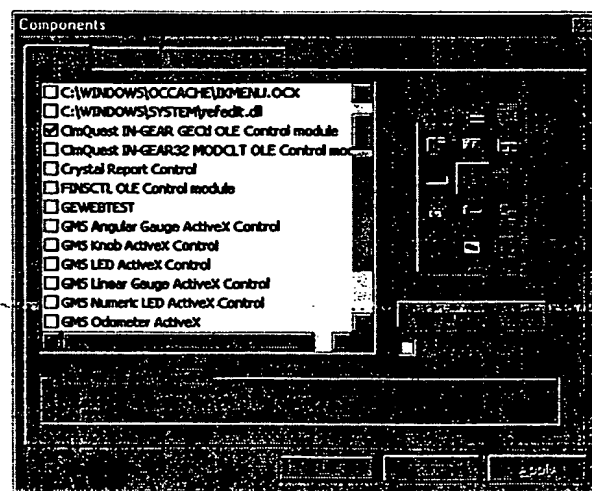 Components
C:\WINDOWS\OCCACHE\IXMENU.OCX
C:\WINDOWS\SYSTEM\refedit.dll
CimQuest IN-GEAR GECtl OLE Control module
CimQuest IN-GEAR32 MODCLT OLE Control mo...
Crystal Report Control
FINSCTL OLE Control module
GEWEBTEST
GMS Angular Gauge ActiveX Control
GMS Knob ActiveX Control
GMS LED ActiveX Control
GMS Linear Gauge ActiveX Control
GMS Numeric LED ActiveX Control
GMS Odometer ActiveX
Apply